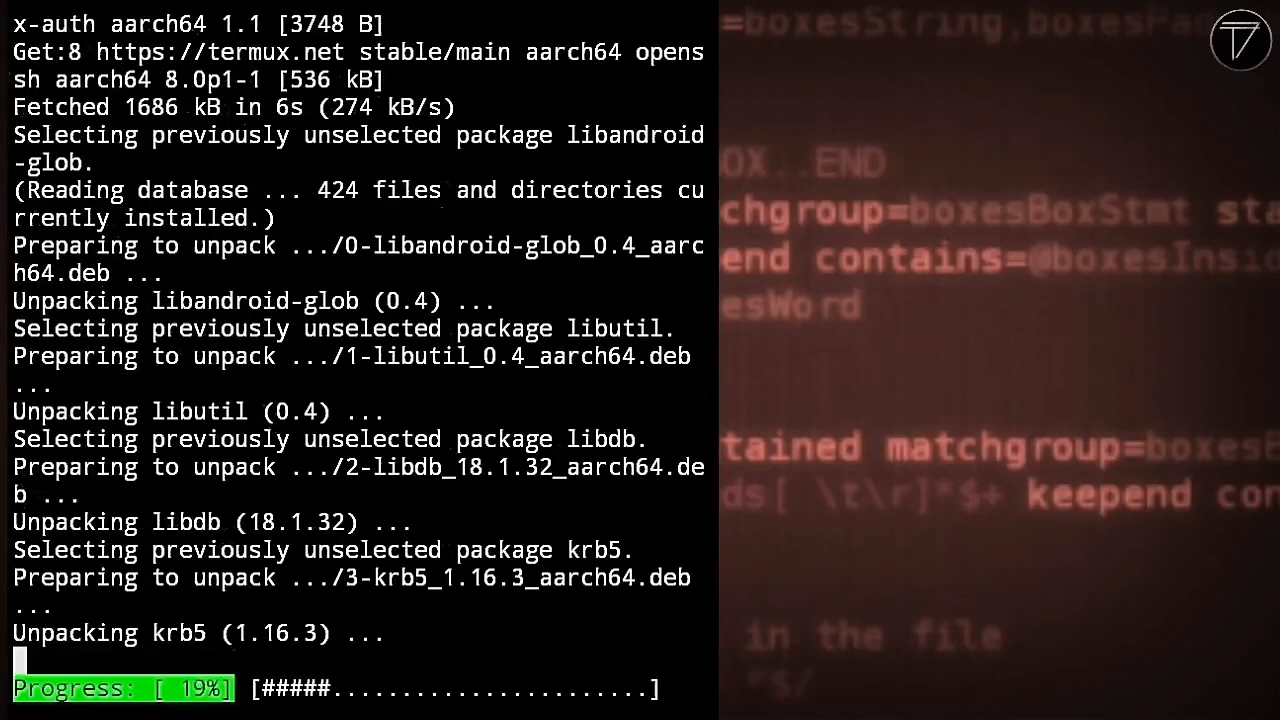 x-auth aarch64 1.1 [3748 B]
Get:8 https://termux.net stable/main aarch64 opens
sh aarch64 8.0p1-1 [536 kB]
Fetched 1686 kB in 6s (274 kB/s)
Selecting previously unselected package libandroid
-glob.
(Reading database ... 424 files and directories cu
rrently installed.)
Preparing to unpack .../0-libandroid-glob_0.4_aarc
h64.deb ...
Unpacking libandroid-glob (0.4) ...
Selecting previously unselected package libutil.
Preparing to unpack .../1-libutil_0.4_aarch64.deb
...
Unpacking libutil (0.4) ...
Selecting previously unselected package libdb.
Preparing to unpack .../2-libdb_18.1.32_aarch64.de
b ...
Unpacking libdb (18.1.32) ...
Selecting previously unselected package krb5.
Preparing to unpack .../3-krb5_1.16.3_aarch64.deb
...
Unpacking krb5 (1.16.3) ...
Progress: [ 19%] [#####.......................]
=boxesString,boxesPa
OX..END
chgroup=boxesBoxStmt sta
end contains=@boxesInsid
esWord
tained matchgroup=boxesB
ds[ \t\r]*$+ keepend con
in the file
*$/